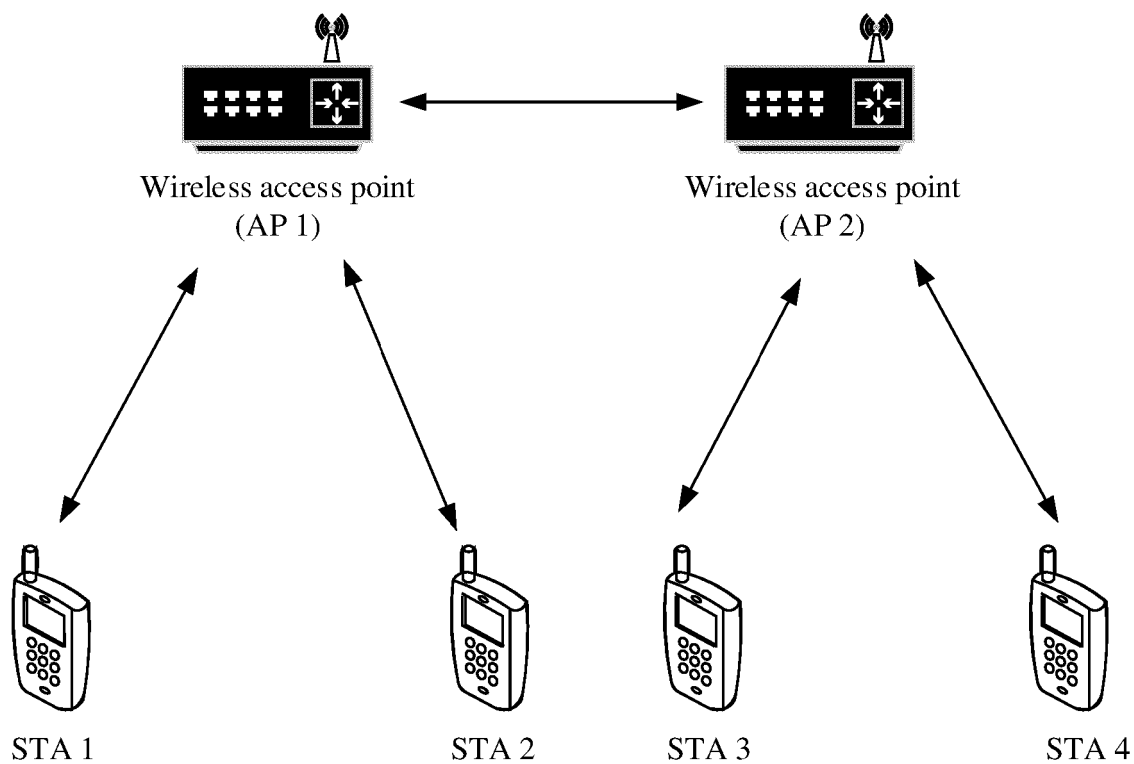 Wireless access point
(AP 1)
Wireless access point
(AP 2)
STA 1
STA 2
STA 3
STA 4